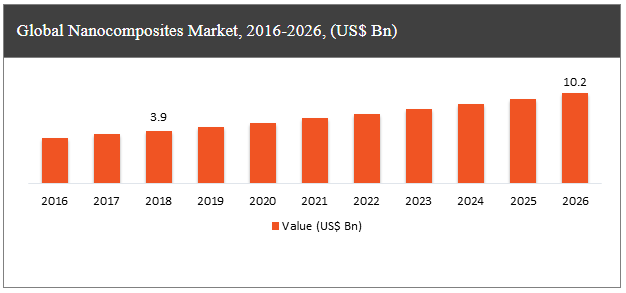 Global Nanocomposites Market, 2016-2026, (US$ Bn)
10.2
3.9
2016 2017 2018 2019 2020 2021 2022 2023 2024 2025 2026
Value (US$ Bn)